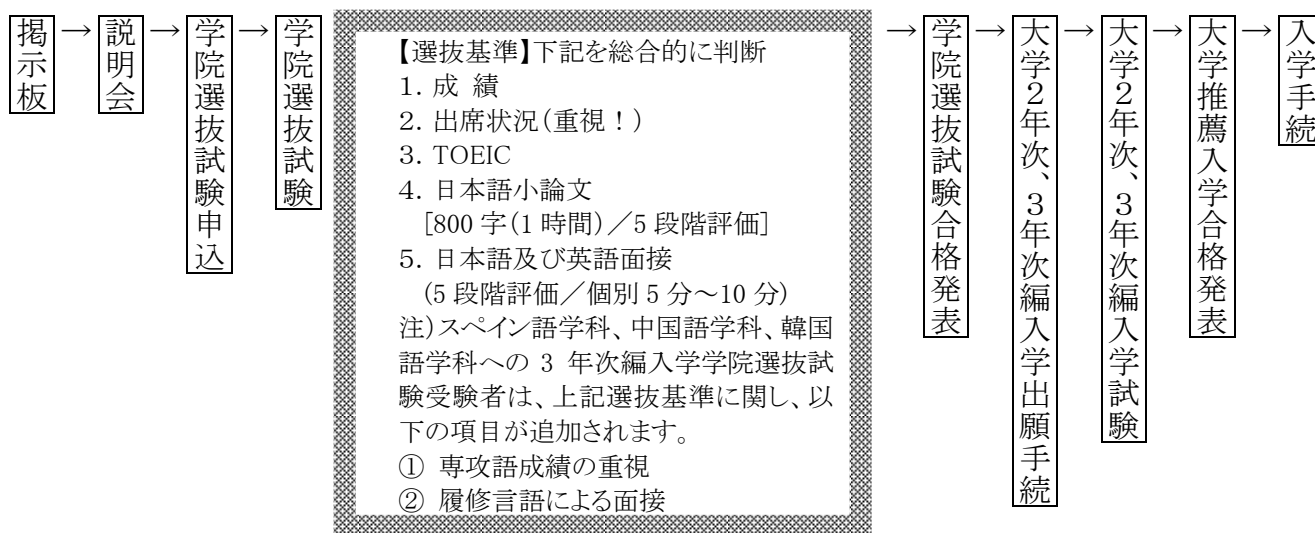 掲示板
→
説明会
→
学院選抜試験申込
→
学院選抜試験
【選抜基準】下記を総合的に判断
1．成 績
2．出席状況(重視！)
3．TOEIC
4．日本語小論文
［800 字(1 時間)／5 段階評価］
5．日本語及び英語面接
(5 段階評価／個別 5 分～10 分)
注)スペイン語学科、中国語学科、韓国
語学科への 3 年次編入学学院選抜試
験受験者は、上記選抜基準に関し、以
下の項目が追加されます。
① 専攻語成績の重視
② 履修言語による面接
→
学院選抜試験合格発表
→
大学２年次、３年次編入学出願手続
→
大学２年次、３年次編入学試験
→
大学推薦入学合格発表
→
入学手続